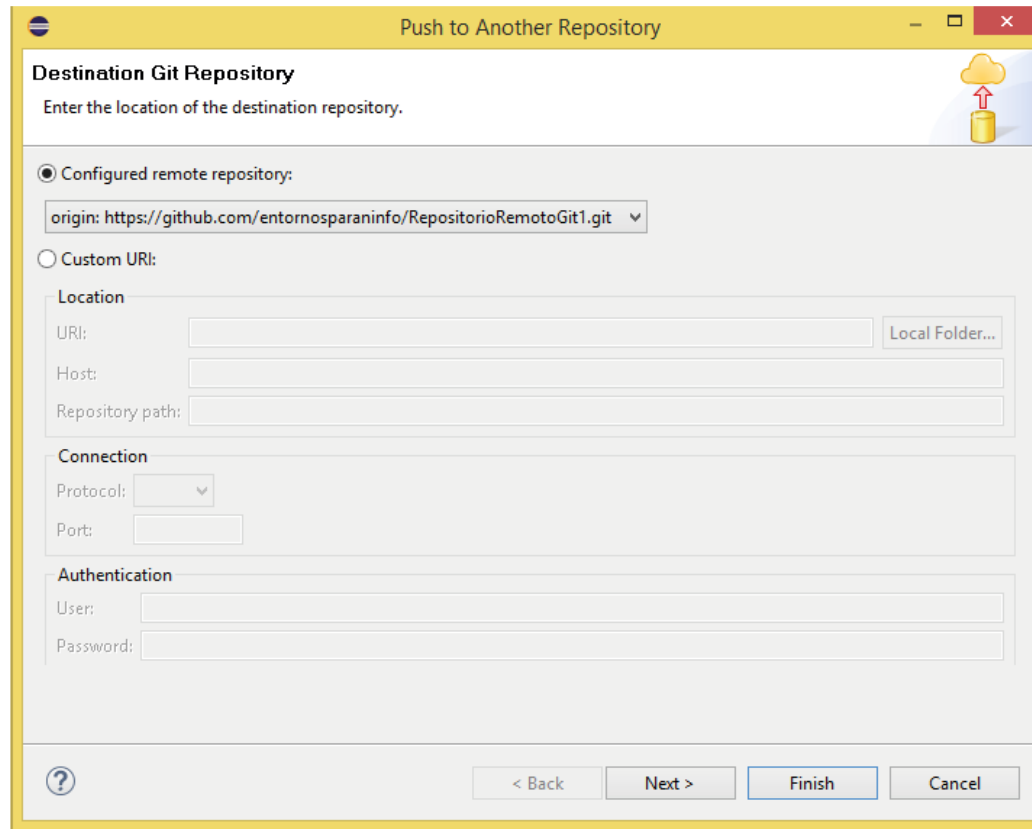 Push to Another Repository
Destination Git Repository
Enter the location of the destination repository.
Configured remote repository:
origin: https://github.com/entornosparaninfo/RepositorioRemotoGit1.git
Custom URI:
Location
URI:
Local Folder...
Host:
Repository path:
Connection
Protocol:
Port:
Authentication
User:
Password:
? < Back Next > Finish Cancel